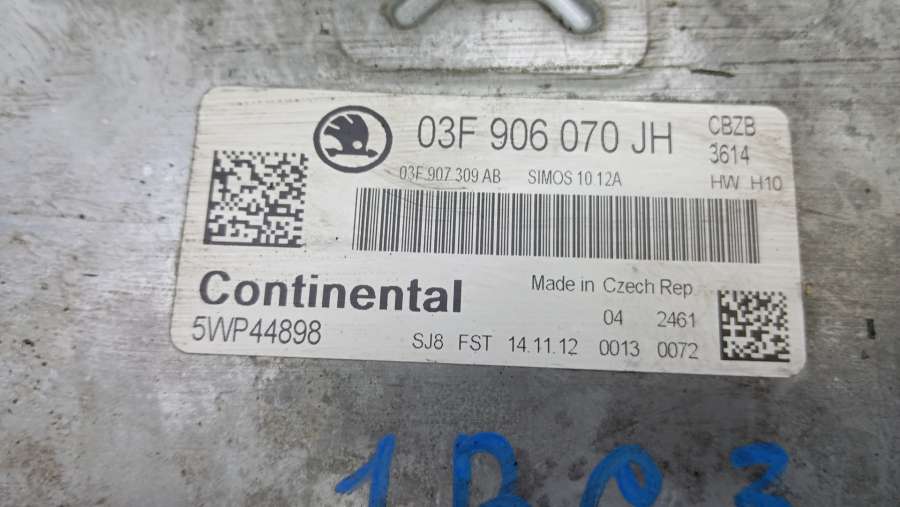 03F 906 070 JH
CBZB
3614
03F 907 309 AB SIMOS 10.12A
HW H10
Continental
Made in Czech Rep
5WP44898
04 2461
SJ8 FST 14.11.12 0013 0072